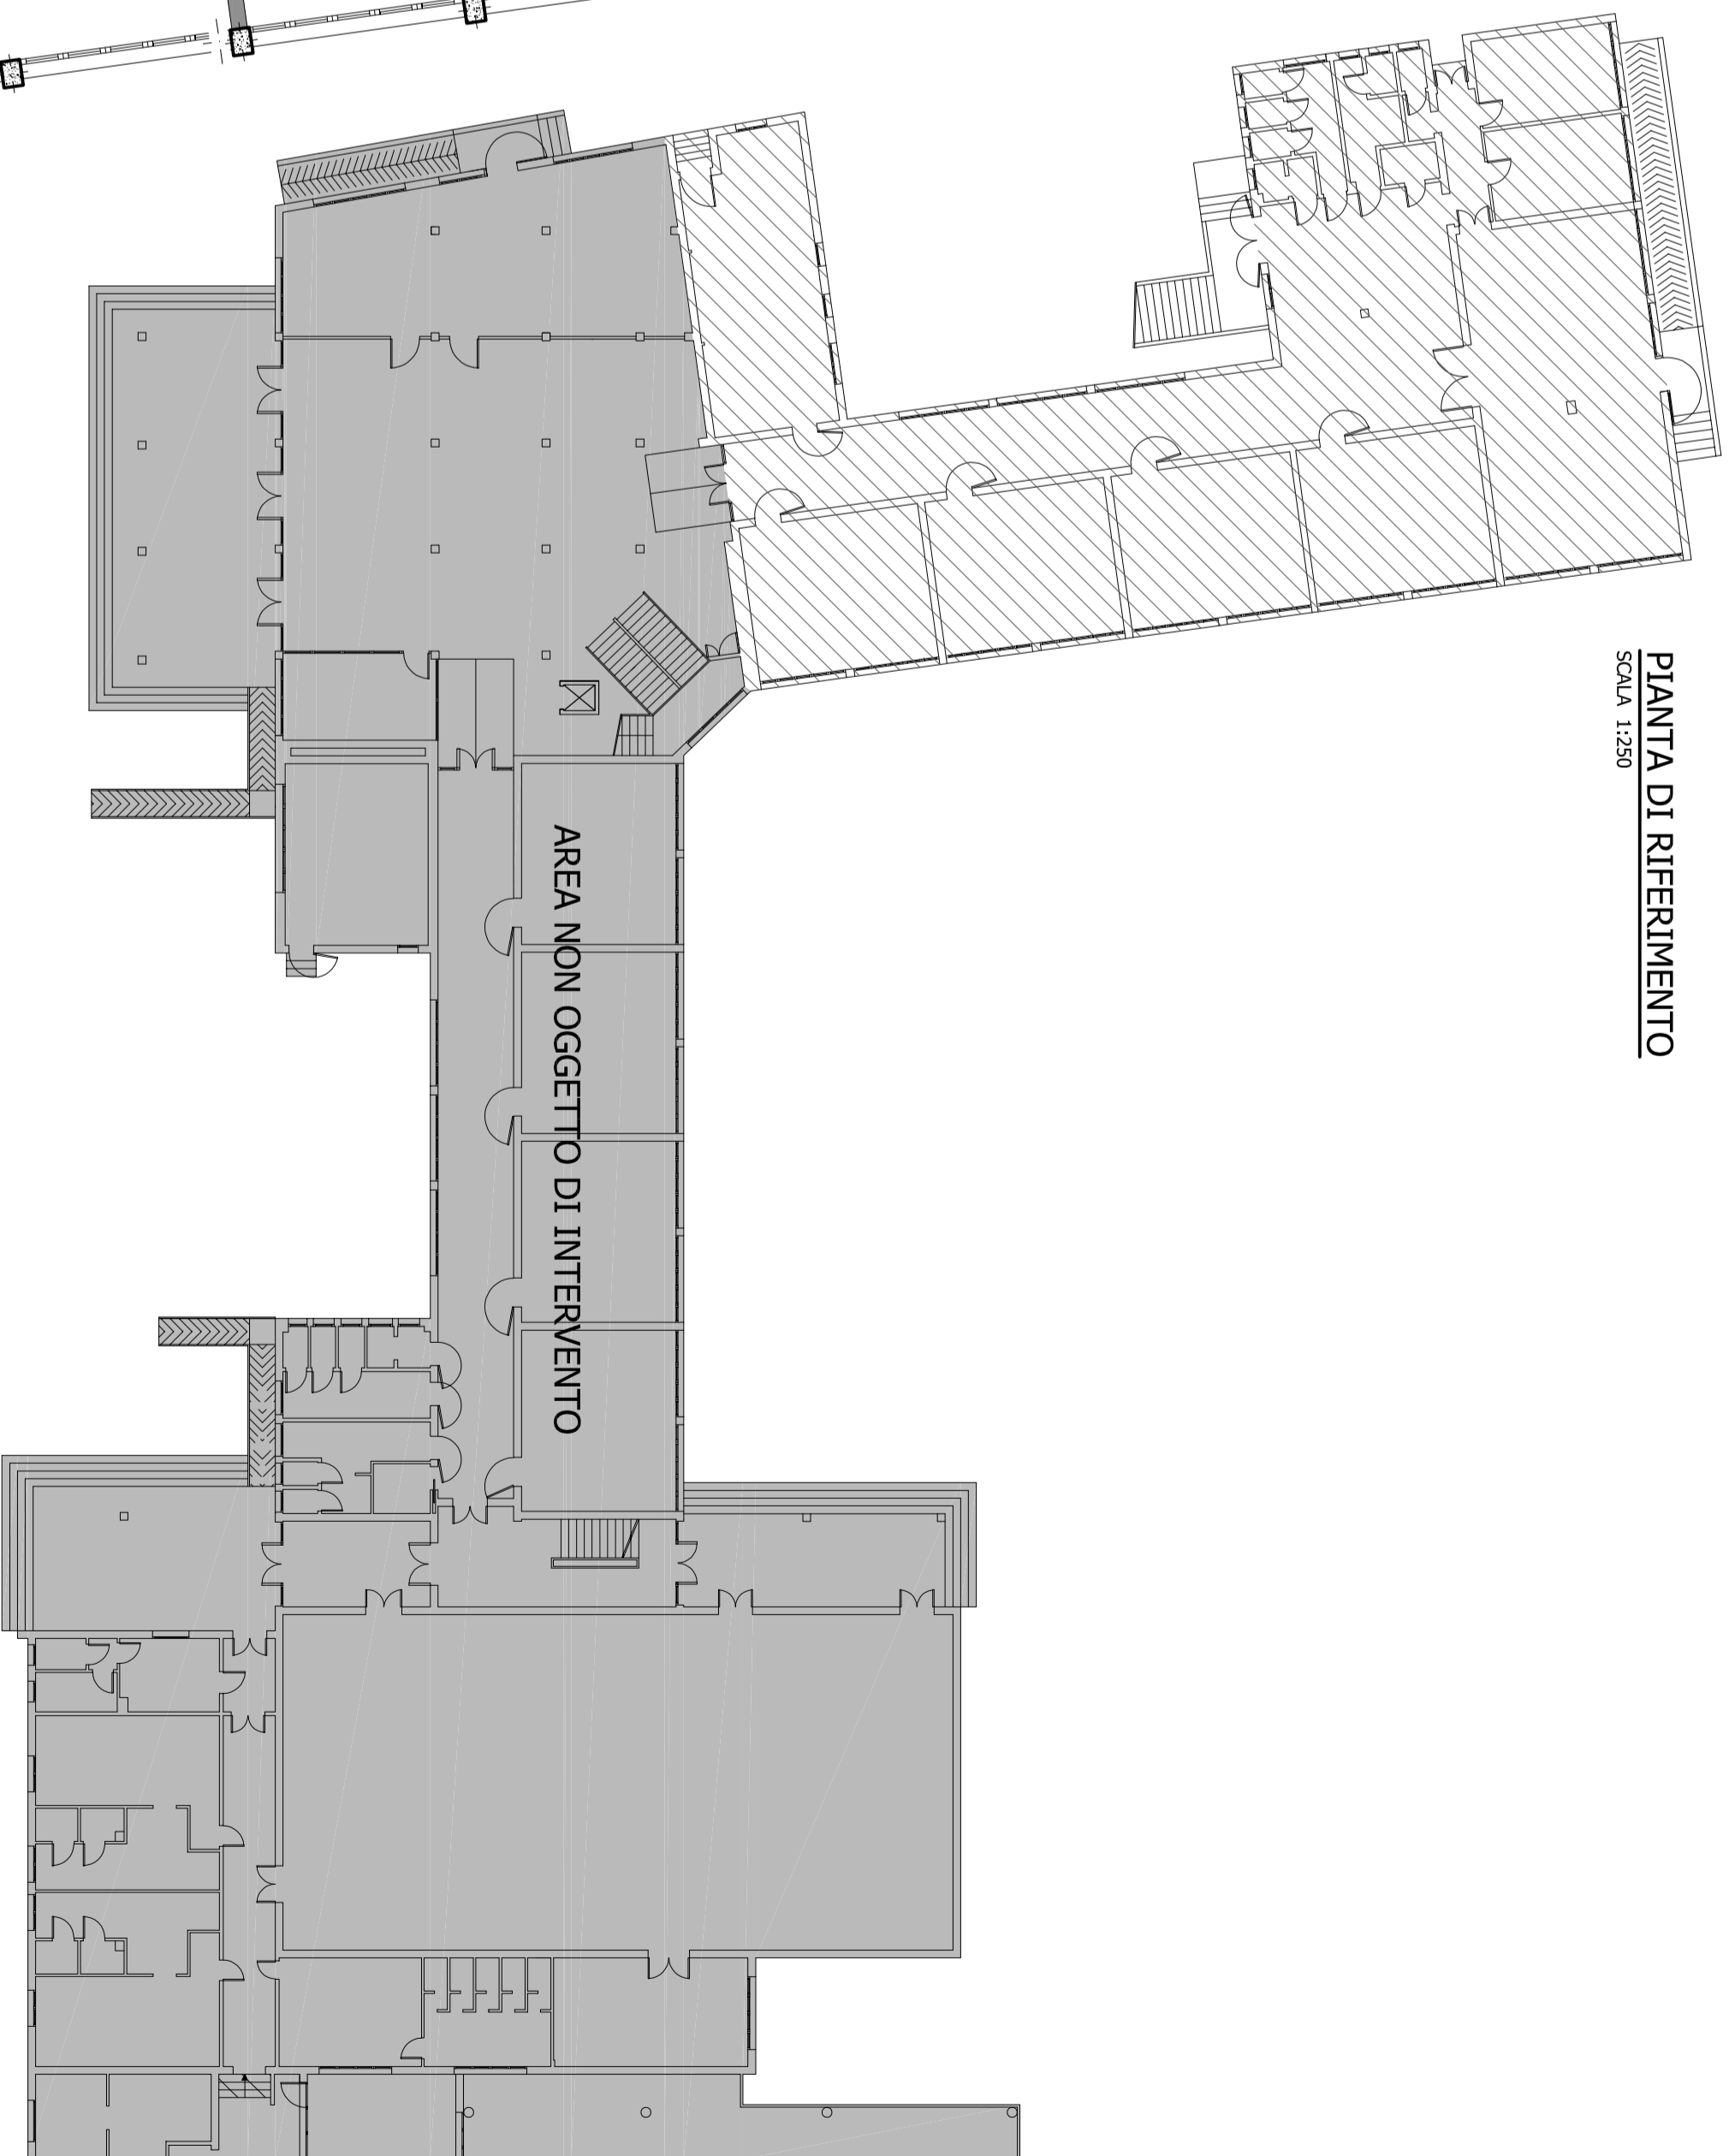 PIANTA DI RIFERIMENTO
SCALA 1:250
AREA NON OGGETTO DI INTERVENTO